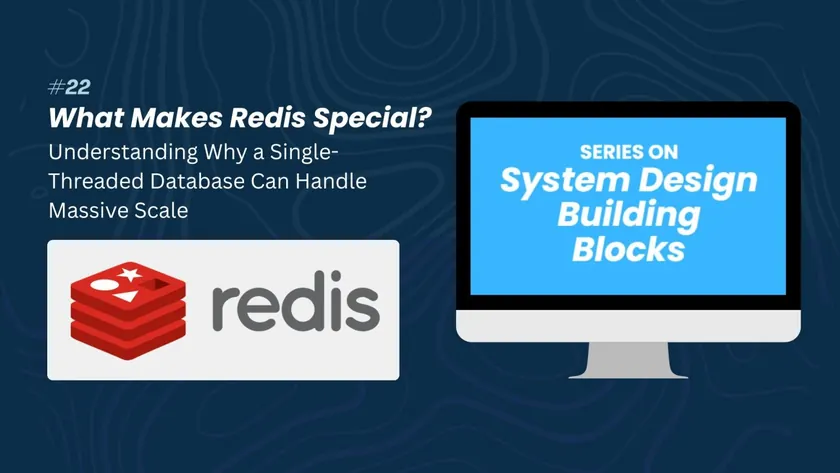 #22
What Makes Redis Special?
Understanding Why a Single-
Threaded Database Can Handle
Massive Scale
redis
SERIES ON
System Design
Building
Blocks